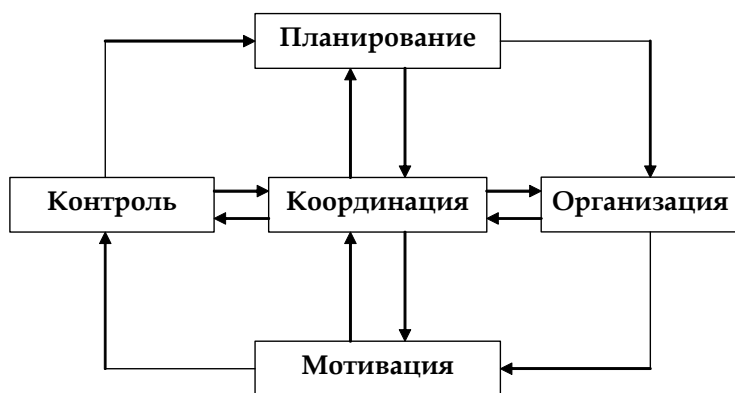 Планирование
Контроль
Координация
Организация
Мотивация